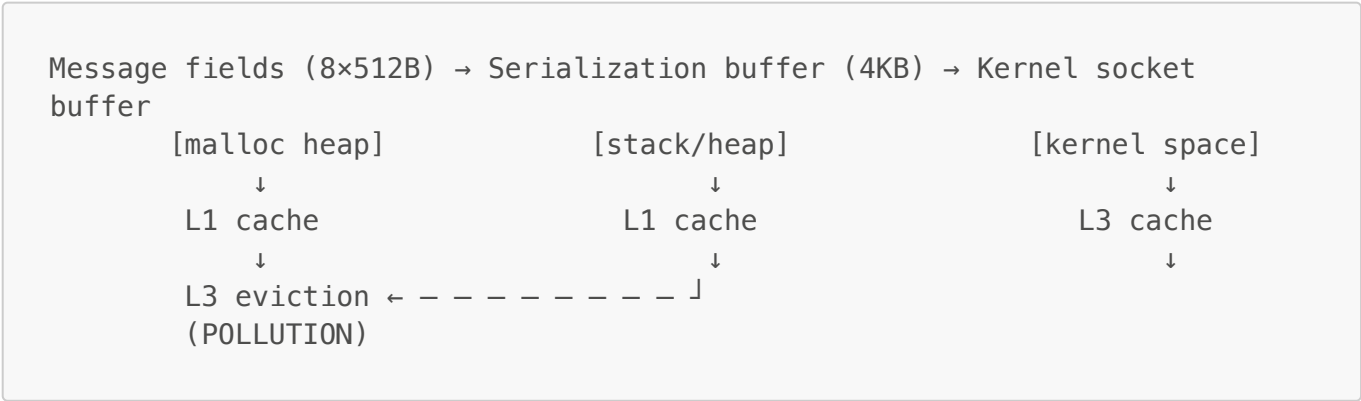 Message fields (8×512B) → Serialization buffer (4KB) → Kernel socket
buffer
[malloc heap] [stack/heap] [kernel space]
↓ ↓ ↓
L1 cache L1 cache L3 cache
↓ ↓ ↓
L3 eviction ← ─ ─ ─ ─ ─ ─ ─ ─ ┘
(POLLUTION)